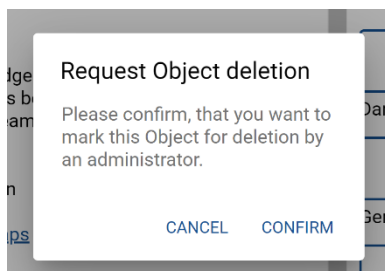 Request Object deletion
Please confirm, that you want to
mark this Object for deletion by
an administrator.
CANCEL CONFIRM